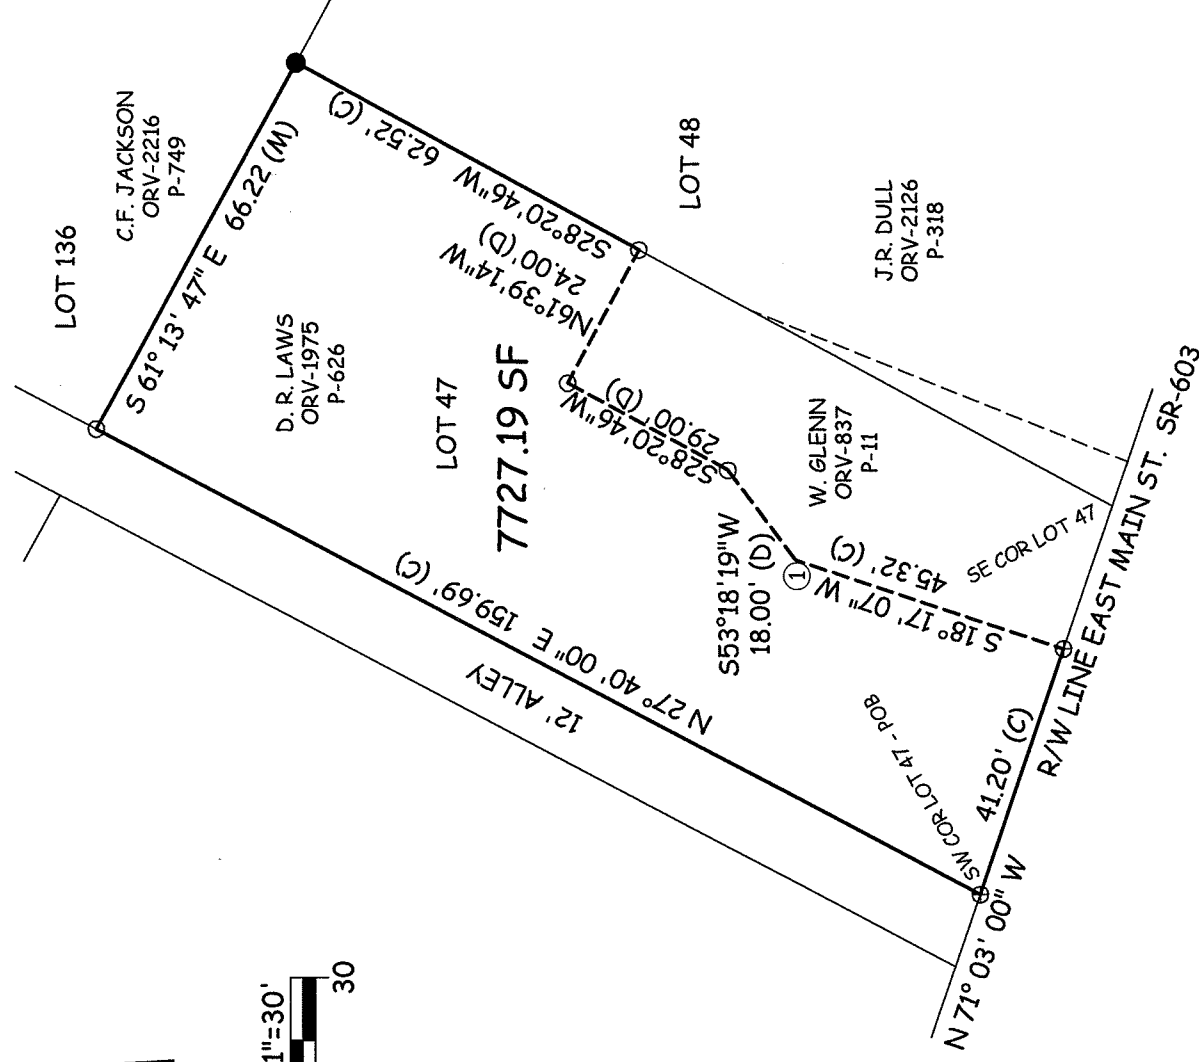 LOT 136
C.F. JACKSON
ORV-2216
P-749
S 61° 13' 47" E 66.22 (M)
62.52' (C)
S28°20'46"W
24.00' (D)
N61°39'14"W
LOT 48
D. R. LAWS
ORV-1975
P-626
LOT 47
7727.19 SF
J.R. DULL
ORV-2126
P-318
S28°20'46"W
29.00' (D)
W. GLENN
ORV-837
P-11
S53°18'19"W
18.00' (D)
1
45.32' (C)
S 18° 17' 07" W
SE COR LOT 47
N 27° 40' 00" E 159.69' (C)
12' ALLEY
SW COR LOT 47 - POB
41.20' (C)
R/W LINE EAST MAIN ST. SR-603
N 71° 03' 00" W
1"=30'
30